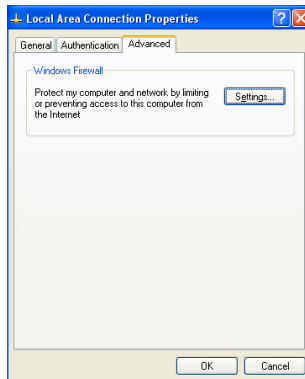 Local Area Connection Properties
General Authentication Advanced
Windows Firewall
Protect my computer and network by limiting
or preventing access to this computer from
the Internet
Settings...
OK Cancel